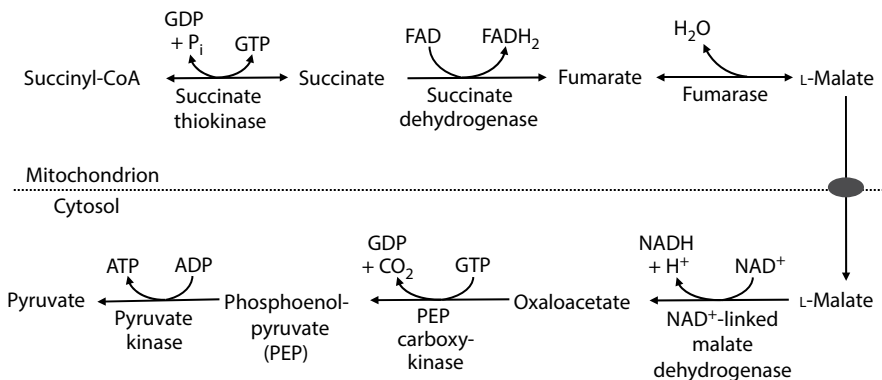 GDP
+ Pi
GTP
FAD
FADH2
H2O
Succinyl-CoA
Succinate
Fumarate
L-Malate
Succinate
thiokinase
Succinate
dehydrogenase
Fumarase
Mitochondrion
Cytosol
ATP
ADP
GDP
+ CO2
GTP
NADH
+ H+
NAD+
Pyruvate
Phosphoenol-
pyruvate
(PEP)
Oxaloacetate
L-Malate
Pyruvate
kinase
PEP
carboxy-
kinase
NAD+-linked
malate
dehydrogenase